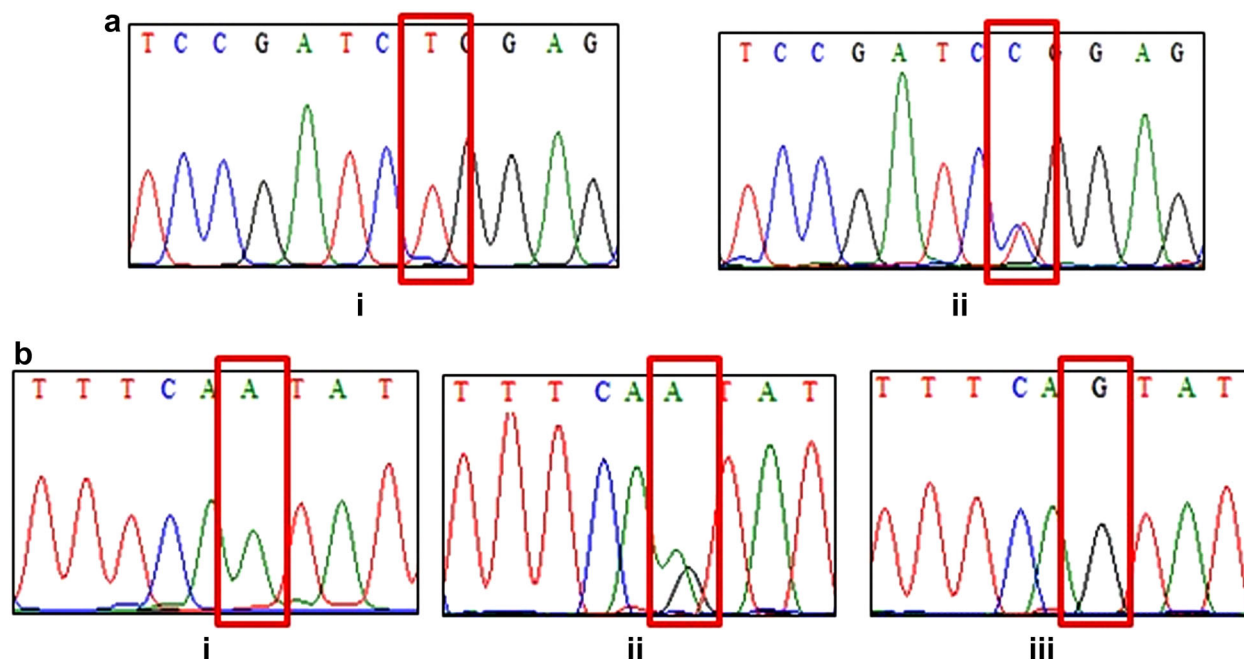 a
T C C G A T C T G G A G
T C C G A T C C G G A G
i
ii
b
T T T C A A T A T
T T T C A A T A T
T T T C A G T A T
i
ii
iii